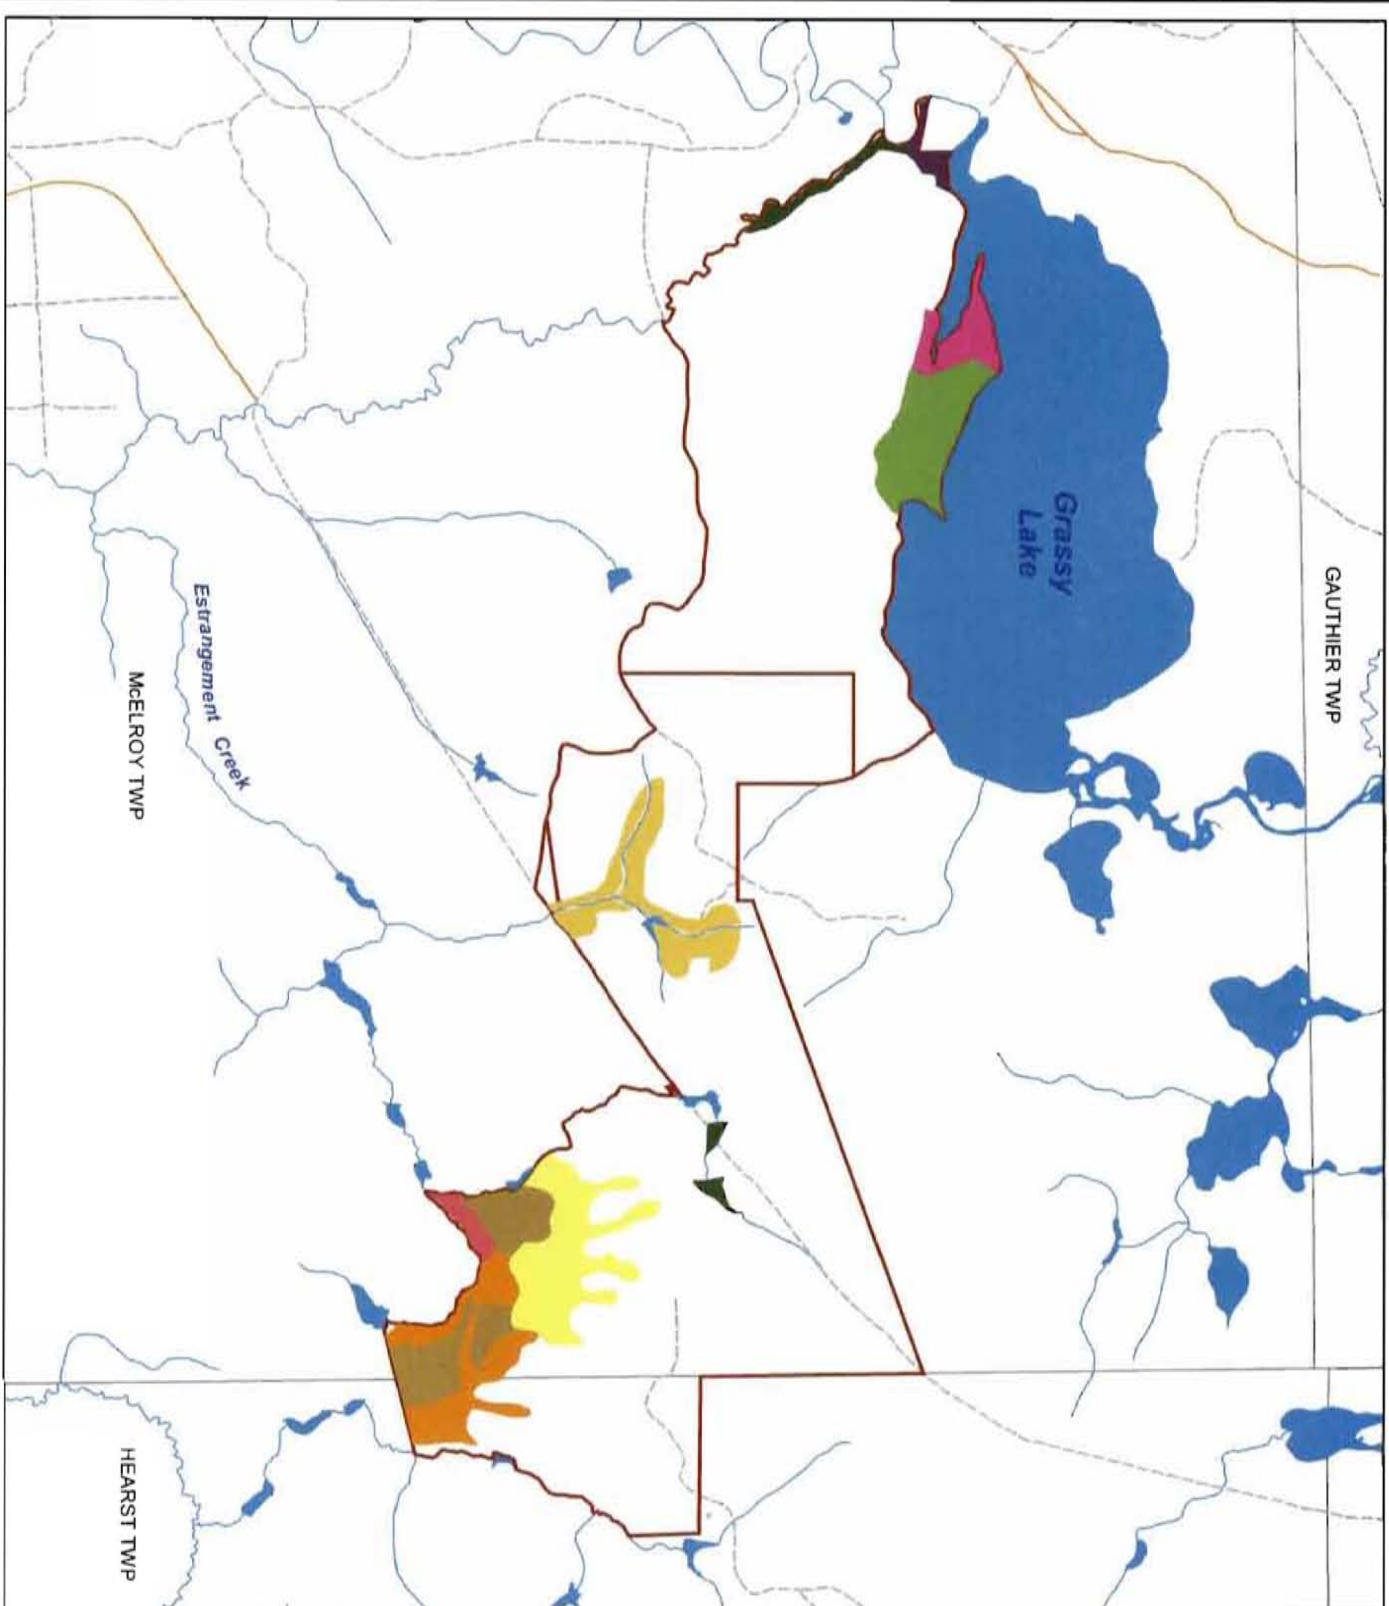 Grassy
Lake
GAUTHIER TWP
Estrangement Creek
McELROY TWP
HEARST TWP